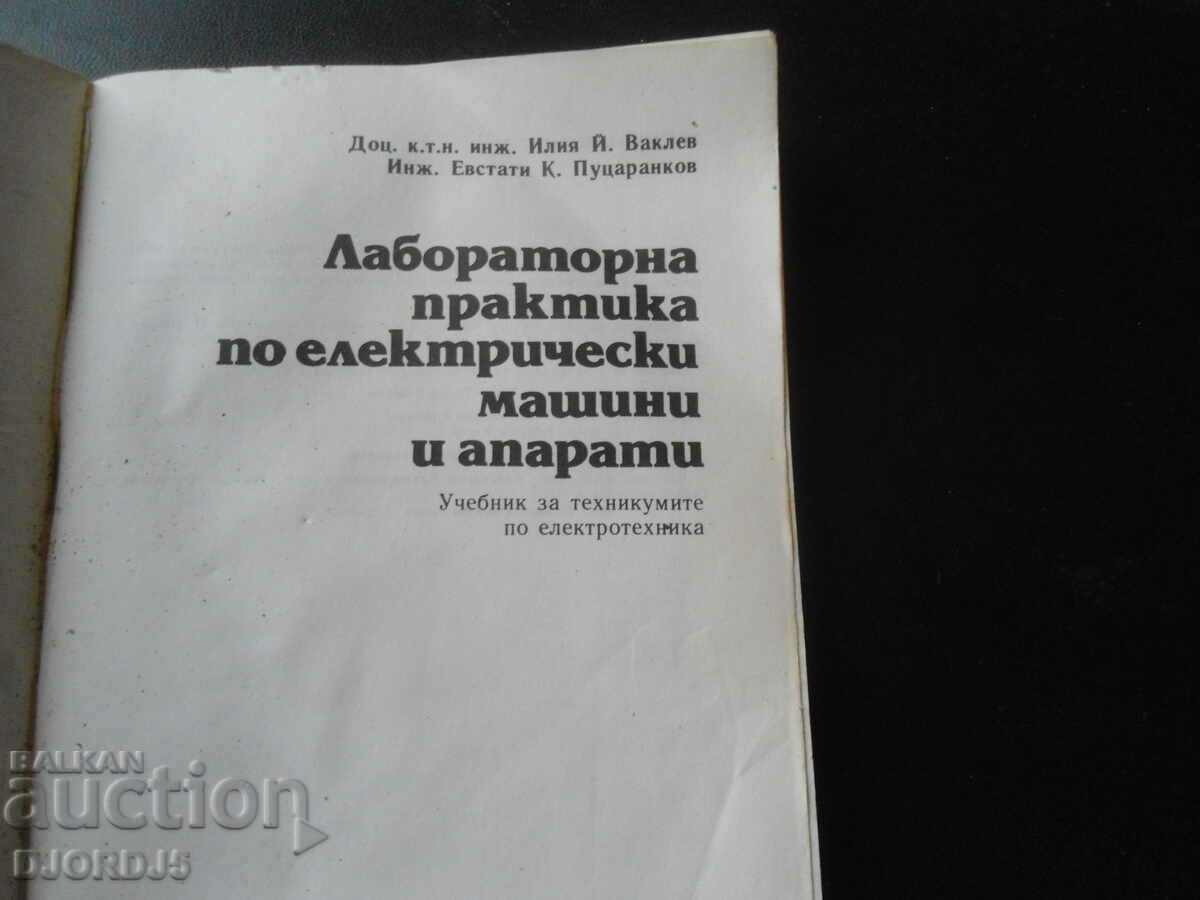 Доц. к.т.н. инж. Илия Й. Ваклев
Инж. Евстати К. Пуцаранков
Лабораторна
практика
по електрически
машини
и апарати
Учебник за техникумите
по електротехника
BALKAN
auction
DJORDJ5